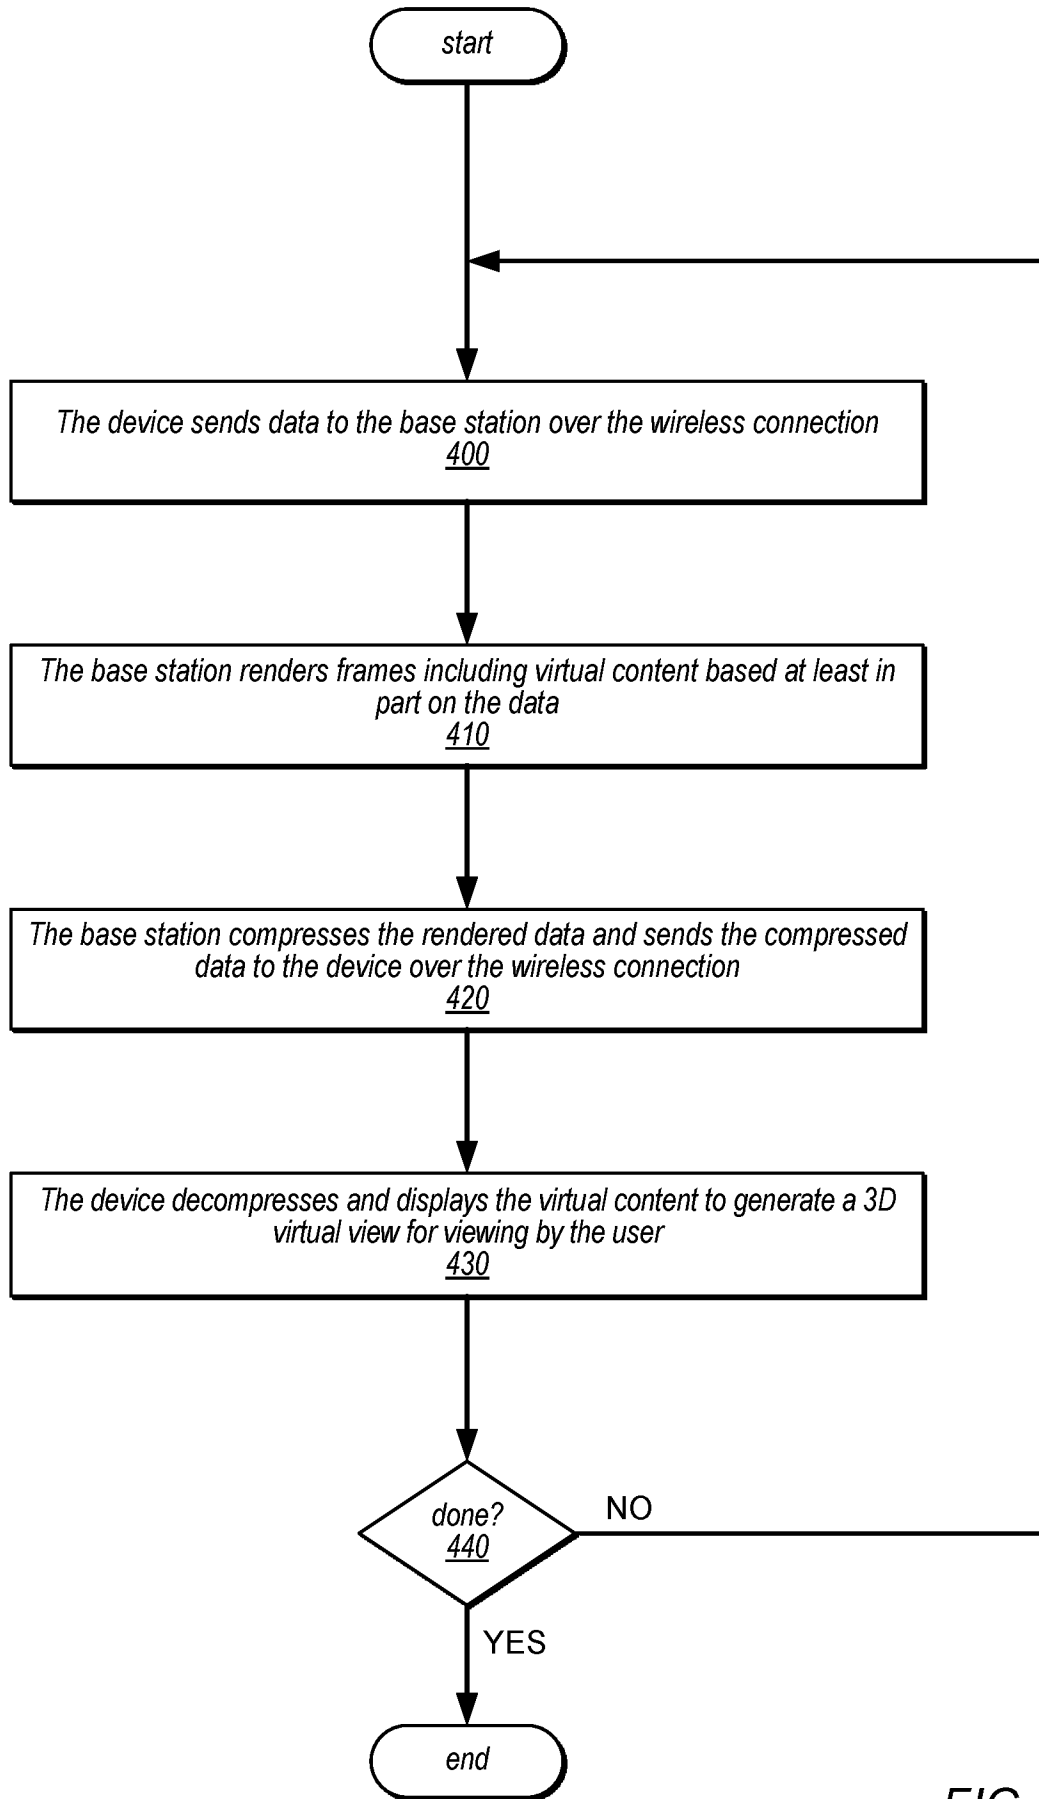 start
The device sends data to the base station over the wireless connection
400
The base station renders frames including virtual content based at least in
part on the data
410
The base station compresses the rendered data and sends the compressed
data to the device over the wireless connection
420
The device decompresses and displays the virtual content to generate a 3D
virtual view for viewing by the user
430
done?
440
NO
YES
end
FIG